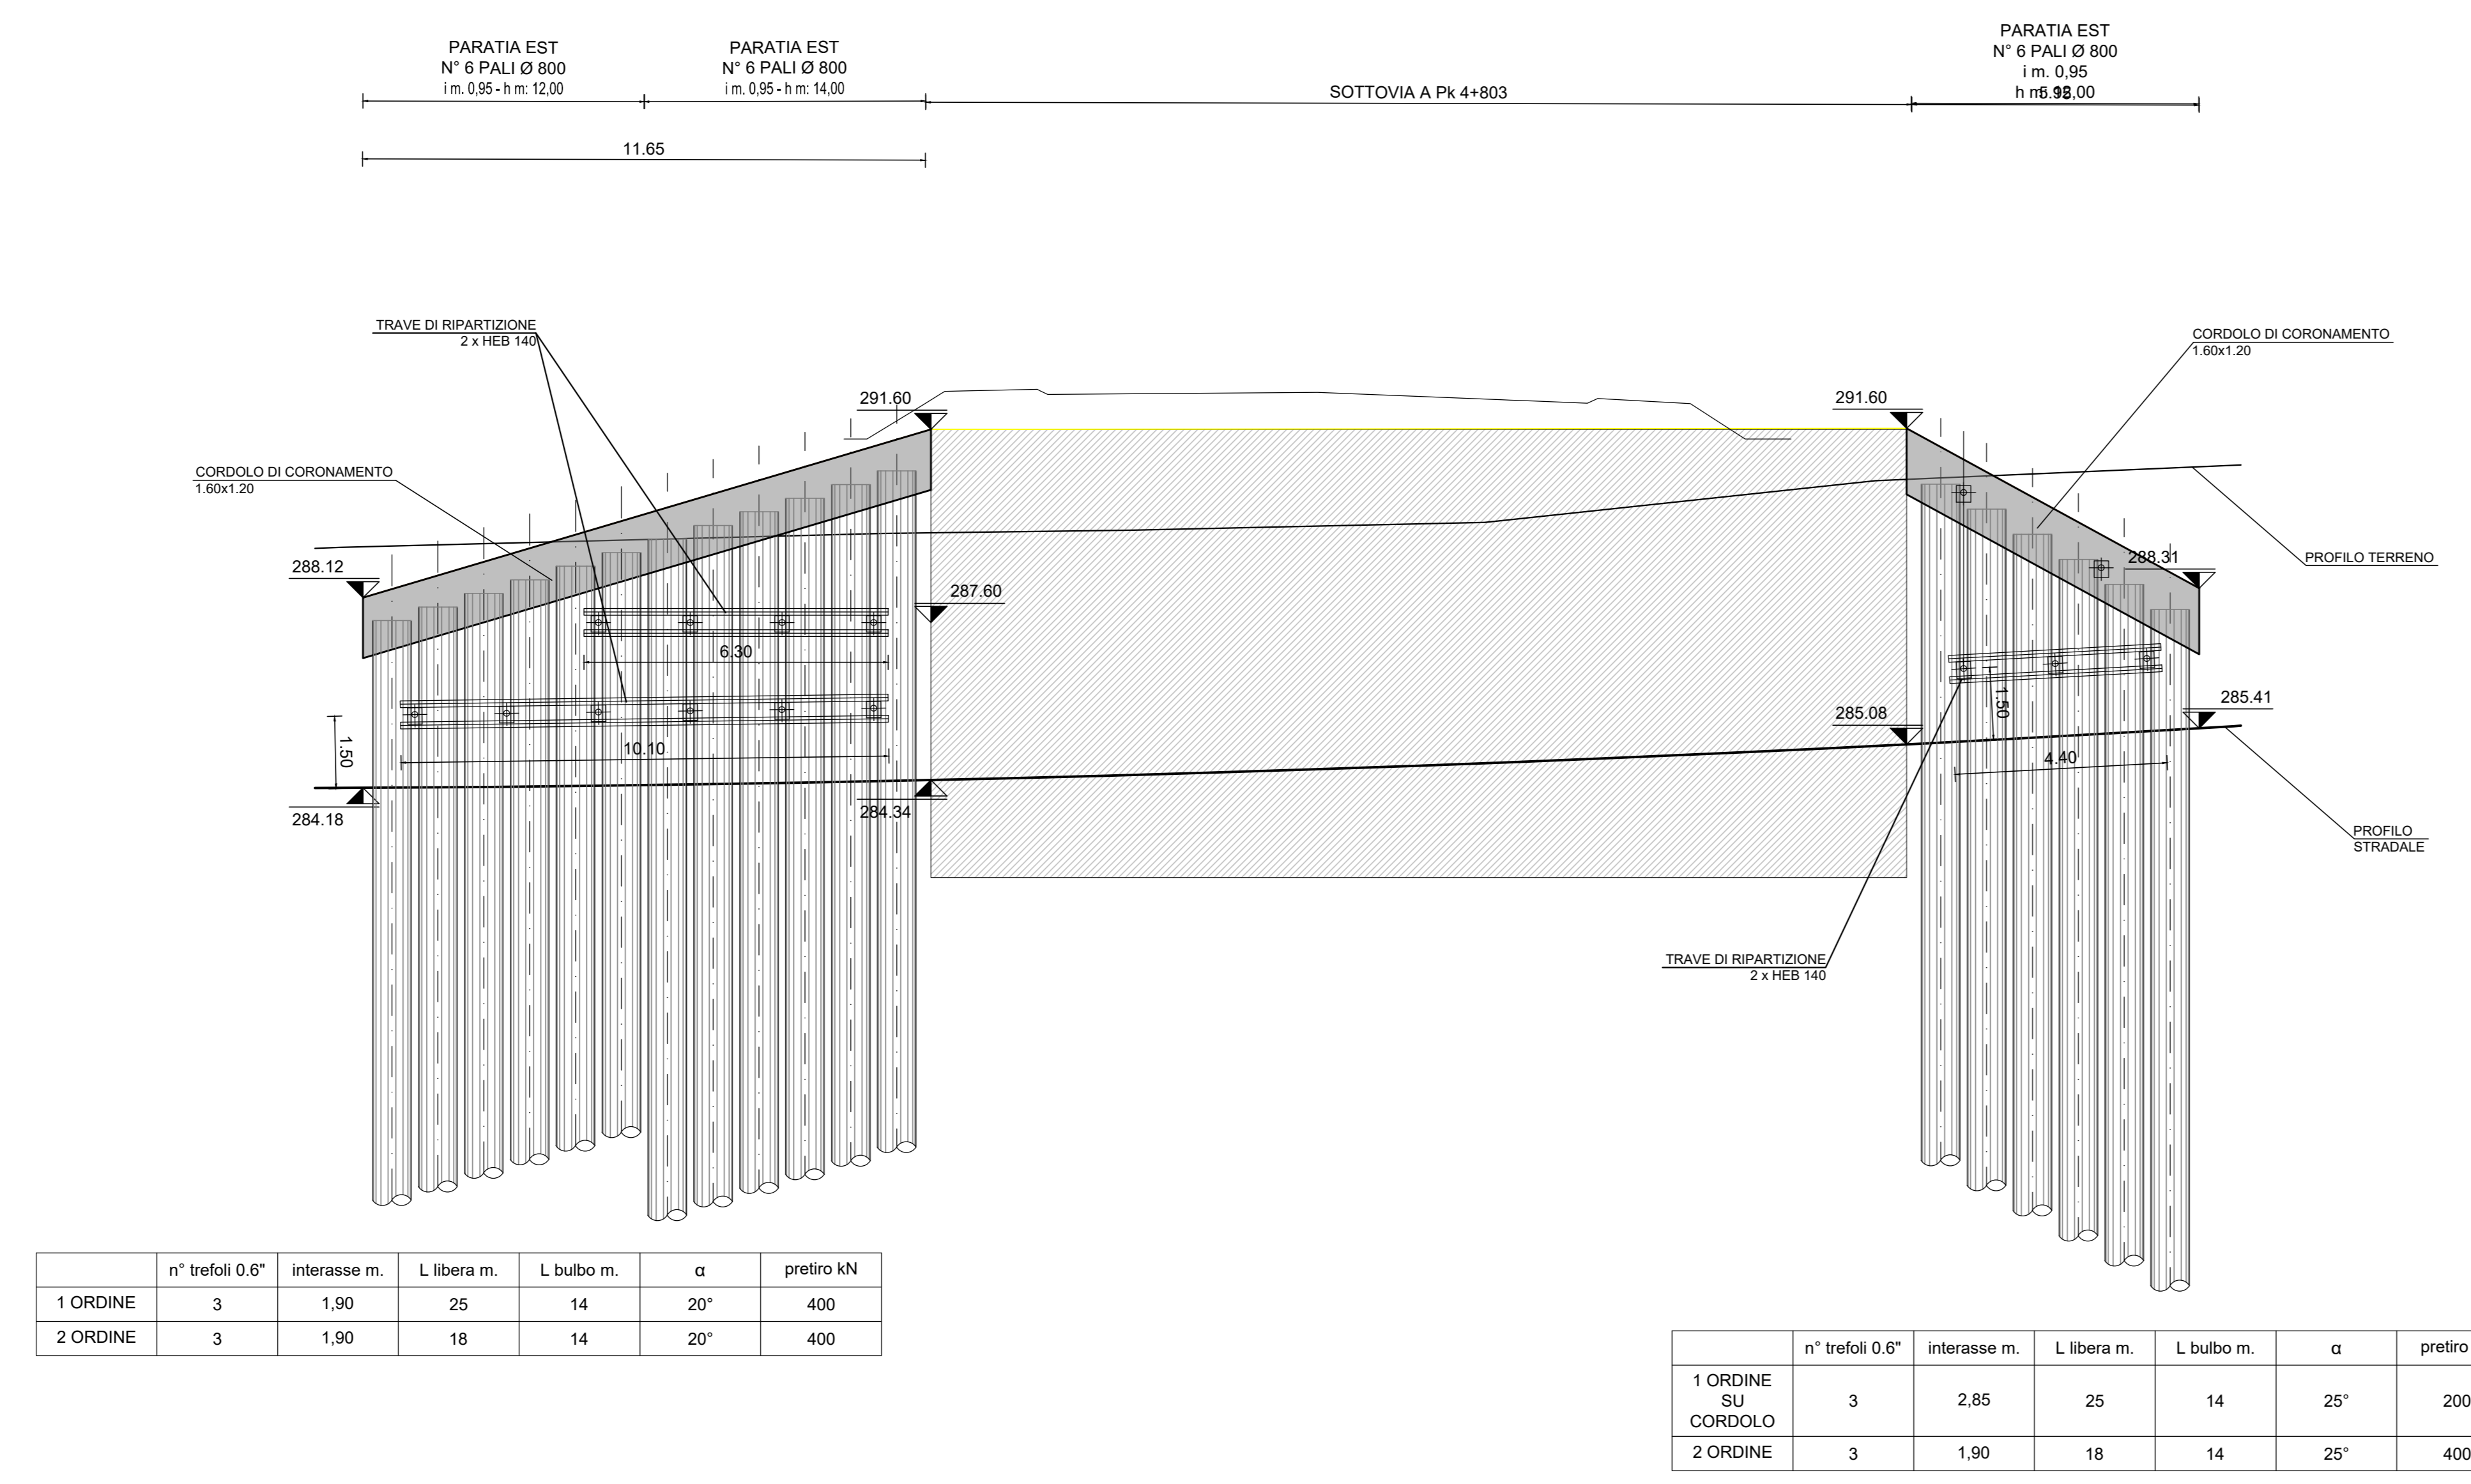 PARATIA EST
N° 6 PALI Ø 800
i m. 0,95 - h m: 12,00
PARATIA EST
N° 6 PALI Ø 800
i m. 0,95 - h m: 14,00
SOTTOVIA A Pk 4+803
PARATIA EST
N° 6 PALI Ø 800
i m. 0,95
11.65
TRAVE DI RIPARTIZIONE
2 x HEB 140
CORDOLO DI CORONAMENTO
1.60x1.20
291.60
291.60
CORDOLO DI CORONAMENTO
1.60x1.20
288.12
287.60
288.31
PROFILO TERRENO
6.30
10.10
1.50
284.18
284.34
285.08
1.50
4.40
285.41
PROFILO
STRADALE
TRAVE DI RIPARTIZIONE
2 x HEB 140
n° trefoli 0.6" interasse m. L libera m. L bulbo m. α pretiro kN
1 ORDINE 3 1,90 25 14 20° 400
2 ORDINE 3 1,90 18 14 20° 400
n° trefoli 0.6" interasse m. L libera m. L bulbo m. α pretiro
1 ORDINE
SU
CORDOLO
3 2,85 25 14 25° 200
2 ORDINE 3 1,90 18 14 25° 400